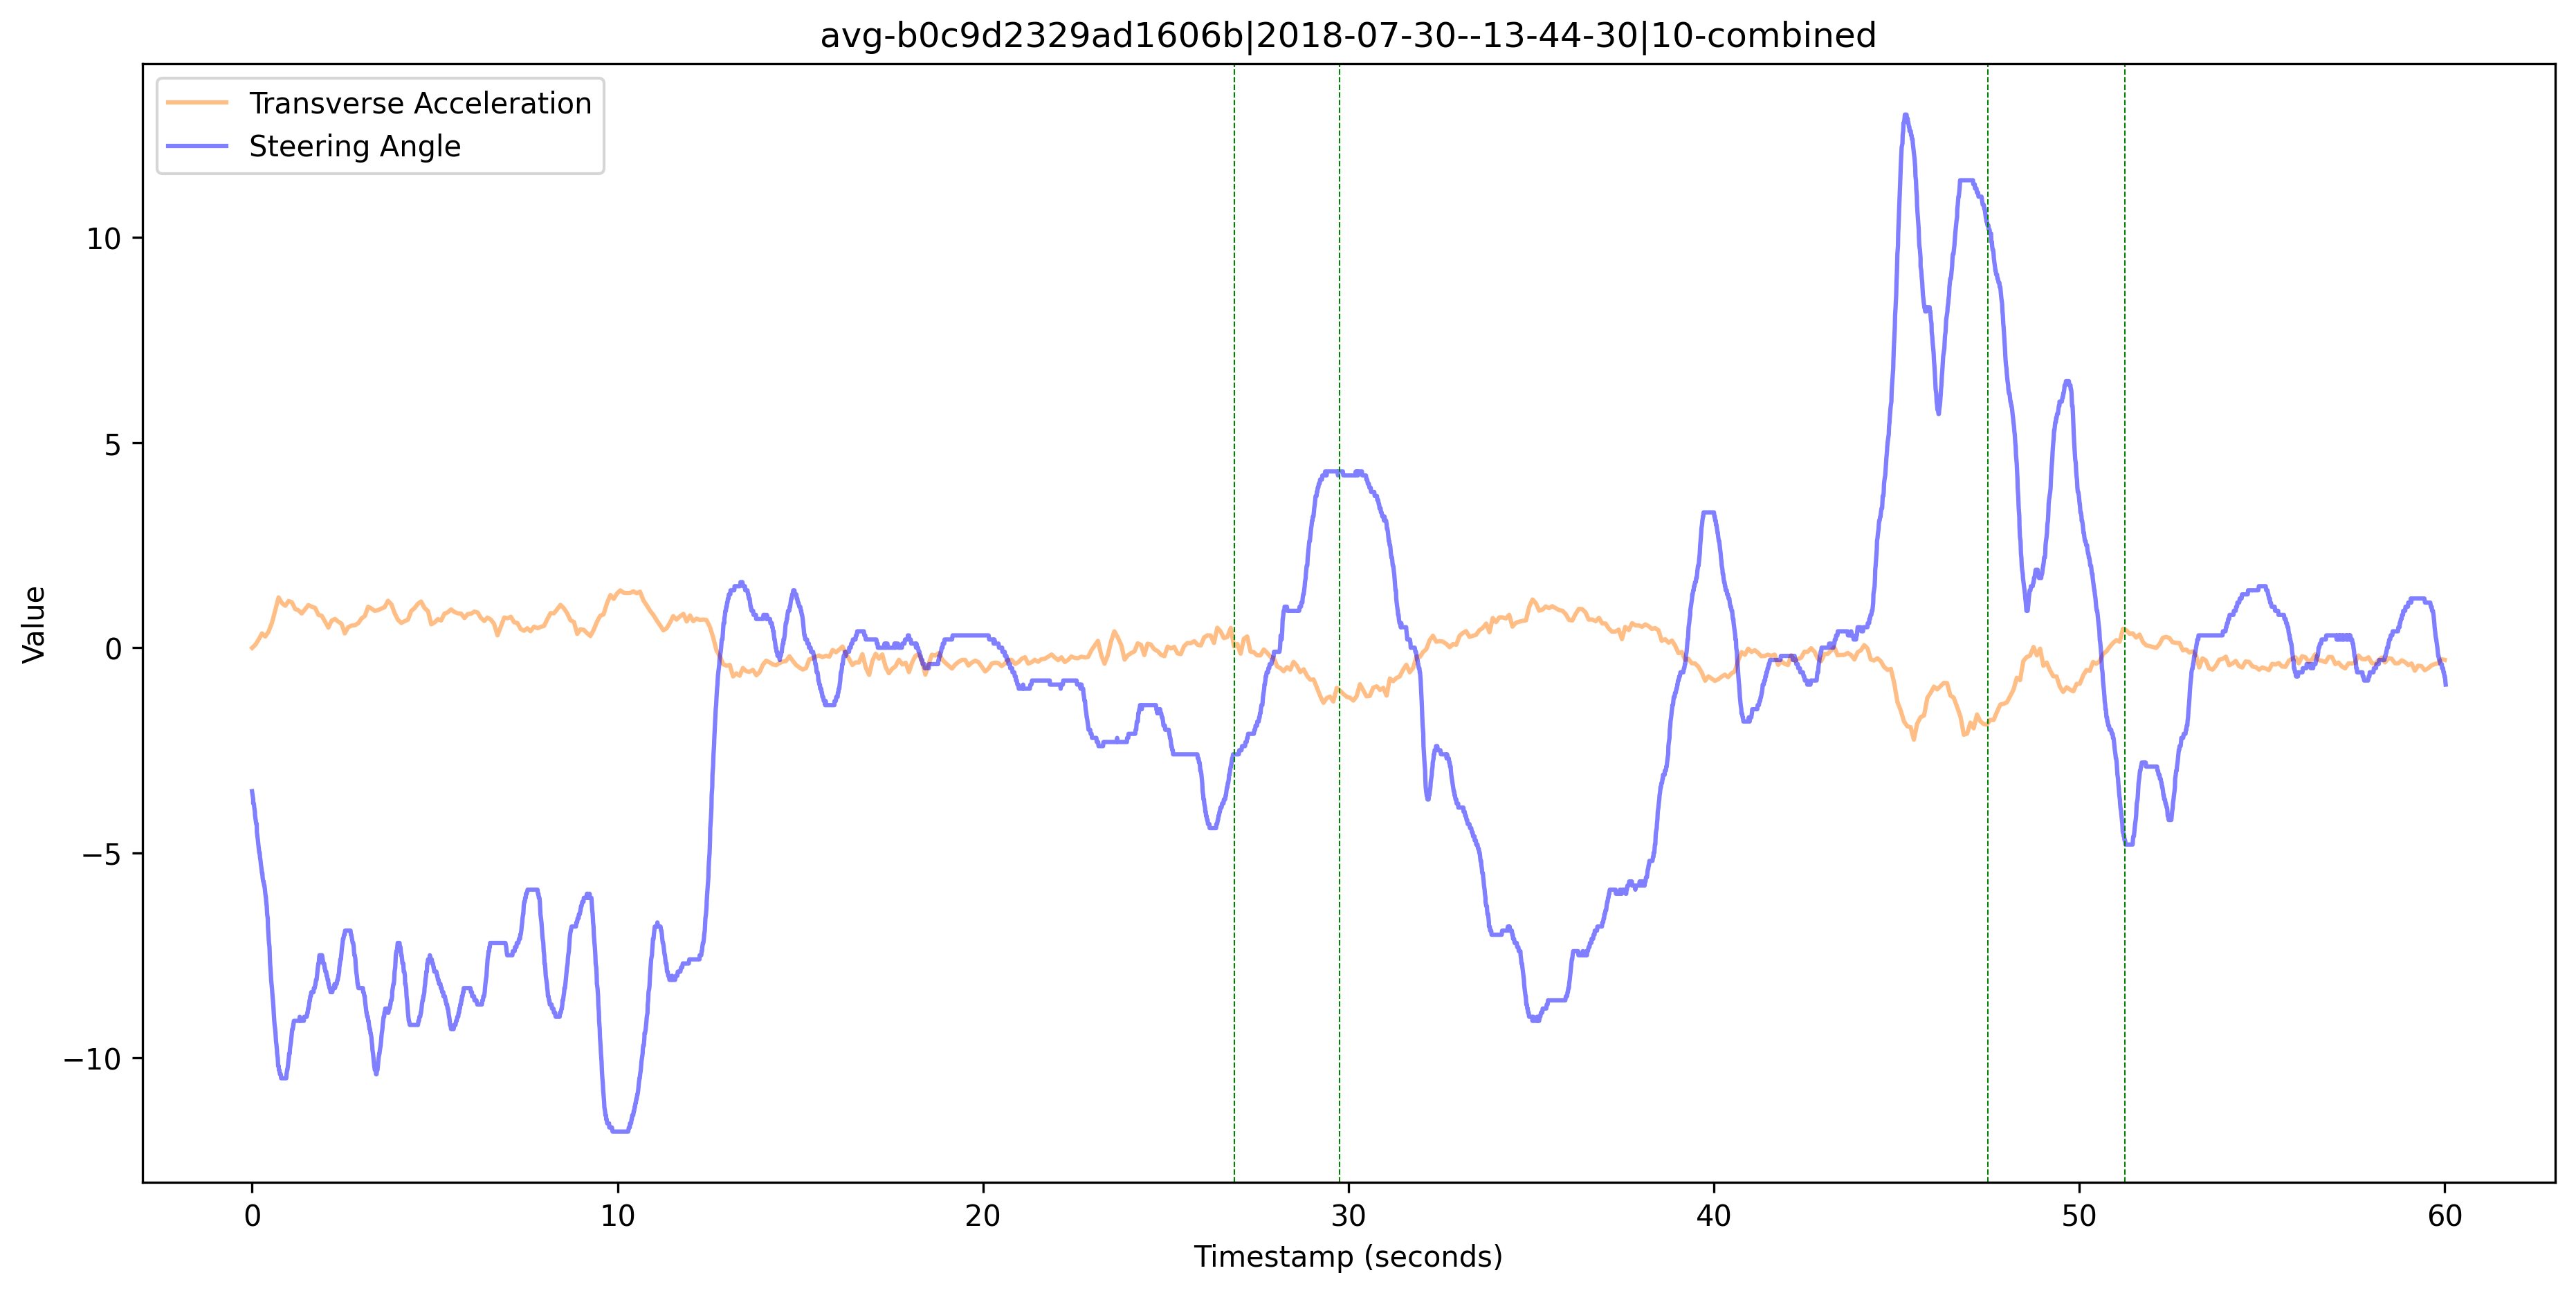 avg-b0c9d2329ad1606b|2018-07-30--13-44-30|10-combined
Transverse Acceleration
Steering Angle
10
5
0
−5
−10
Value
0 10 20 30 40 50 60
Timestamp (seconds)